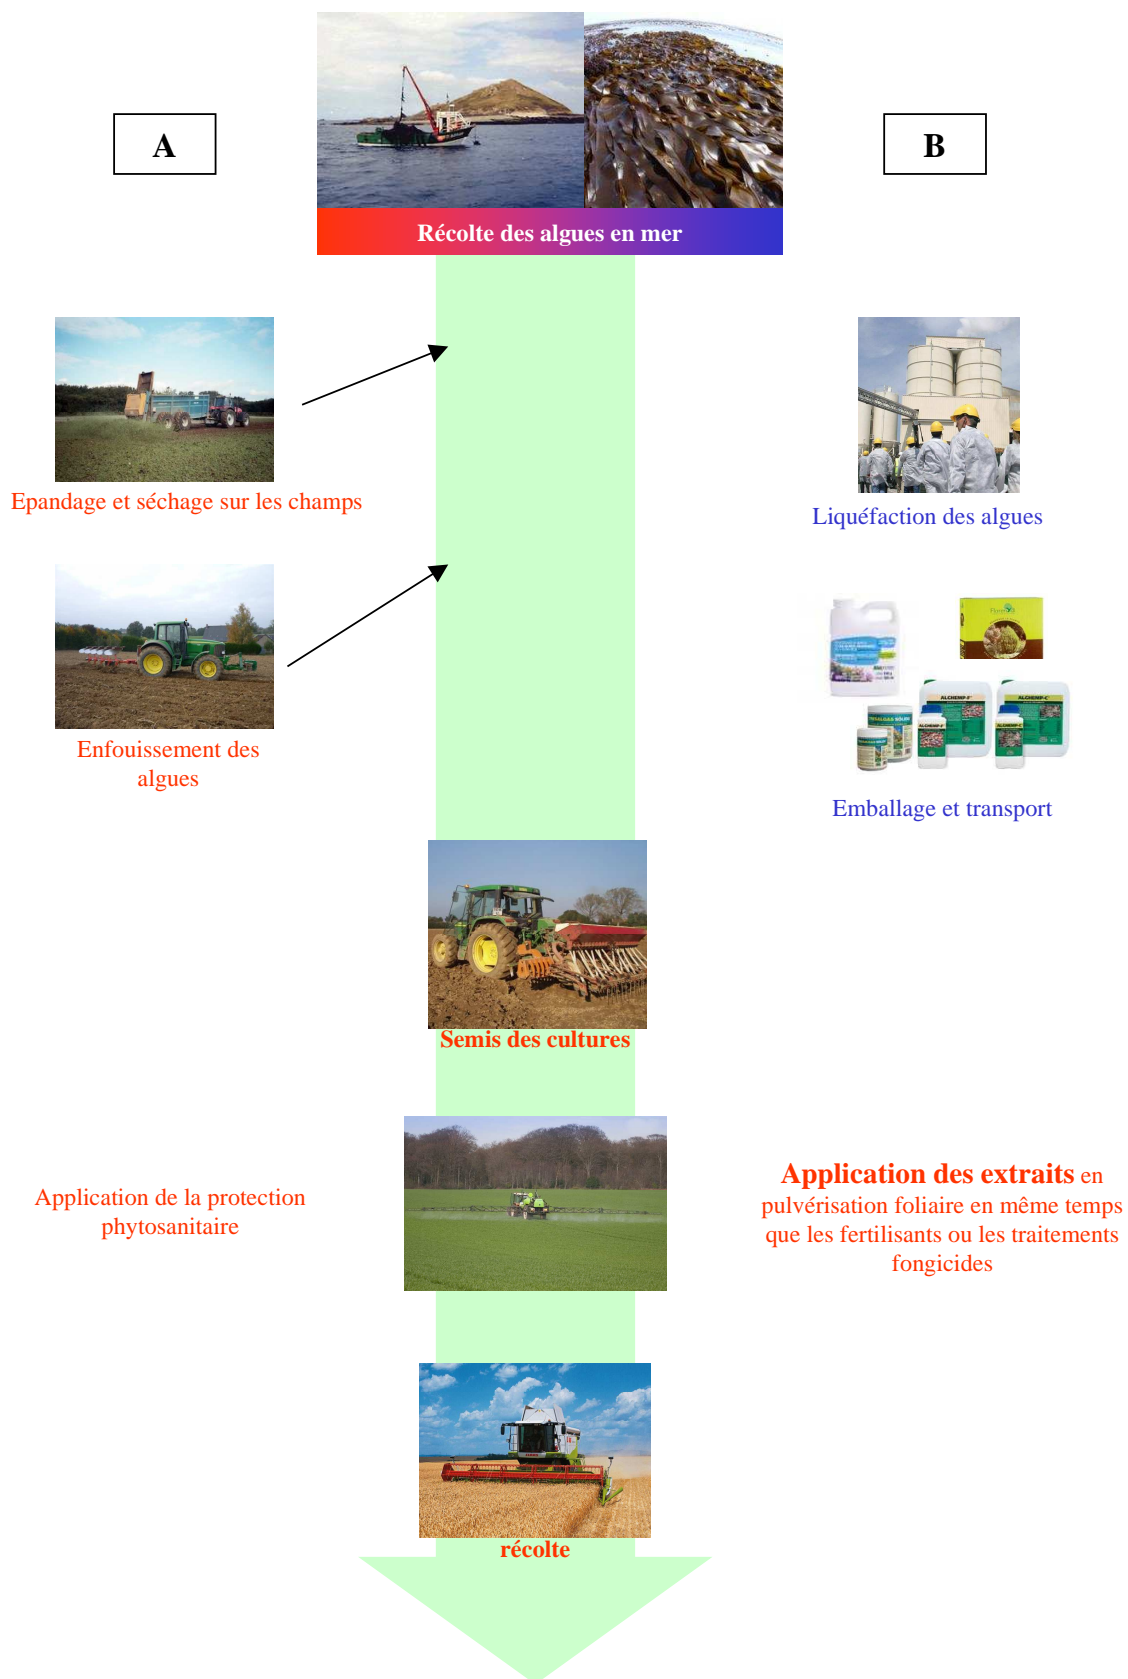 A
B
Récolte des algues en mer
Epandage et séchage sur les champs
Liquéfaction des algues
Enfouissement des
algues
ALGHEMP-F
ALGHEMP-C
Emballage et transport
Semis des cultures
Application de la protection
phytosanitaire
Application des extraits en
pulvérisation foliaire en même temps
que les fertilisants ou les traitements
fongicides
récolte